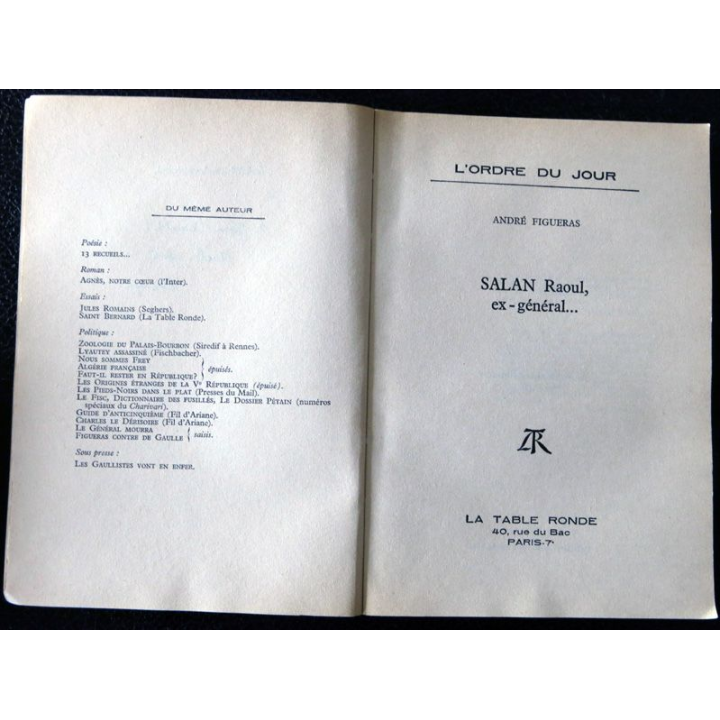 DU MÊME AUTEUR
Poésie :
13 RECUEILS...
Roman :
AGNÈS, NOTRE CŒUR (l'Inter).
Essais :
JULES ROMAINS (Seghers).
SAINT BERNARD (La Table Ronde).
Politique :
ZOOLOGIE DU PALAIS-BOURBON (Siredif à Rennes).
LYAUTEY ASSASSINÉ (Fischbacher).
NOUS SOMMES FREY
ALGÉRIE FRANÇAISE
FAUT-IL RESTER EN RÉPUBLIQUE?
épuisés.
LES ORIGINES ÉTRANGES DE LA Ve RÉPUBLIQUE (épuisé).
LES PIEDS-NOIRS DANS LE PLAT (Presses du Mail).
LE FISC, DICTIONNAIRE DES FUSILLÉS, LE DOSSIER PÉTAIN (numéros
spéciaux du Charivari).
GUIDE D'ANTICINQUIÈME (Fil d'Ariane).
CHARLES LE DÉRISOIRE (Fil d'Ariane).
LE GÉNÉRAL MOURRA
FIGUERAS CONTRE DE GAULLE
saisis.
Sous presse :
LES GAULLISTES VONT EN ENFER.
L'ORDRE DU JOUR
ANDRÉ FIGUERAS
SALAN Raoul,
ex-général...
TR
LA TABLE RONDE
40, rue du Bac
PARIS-7e